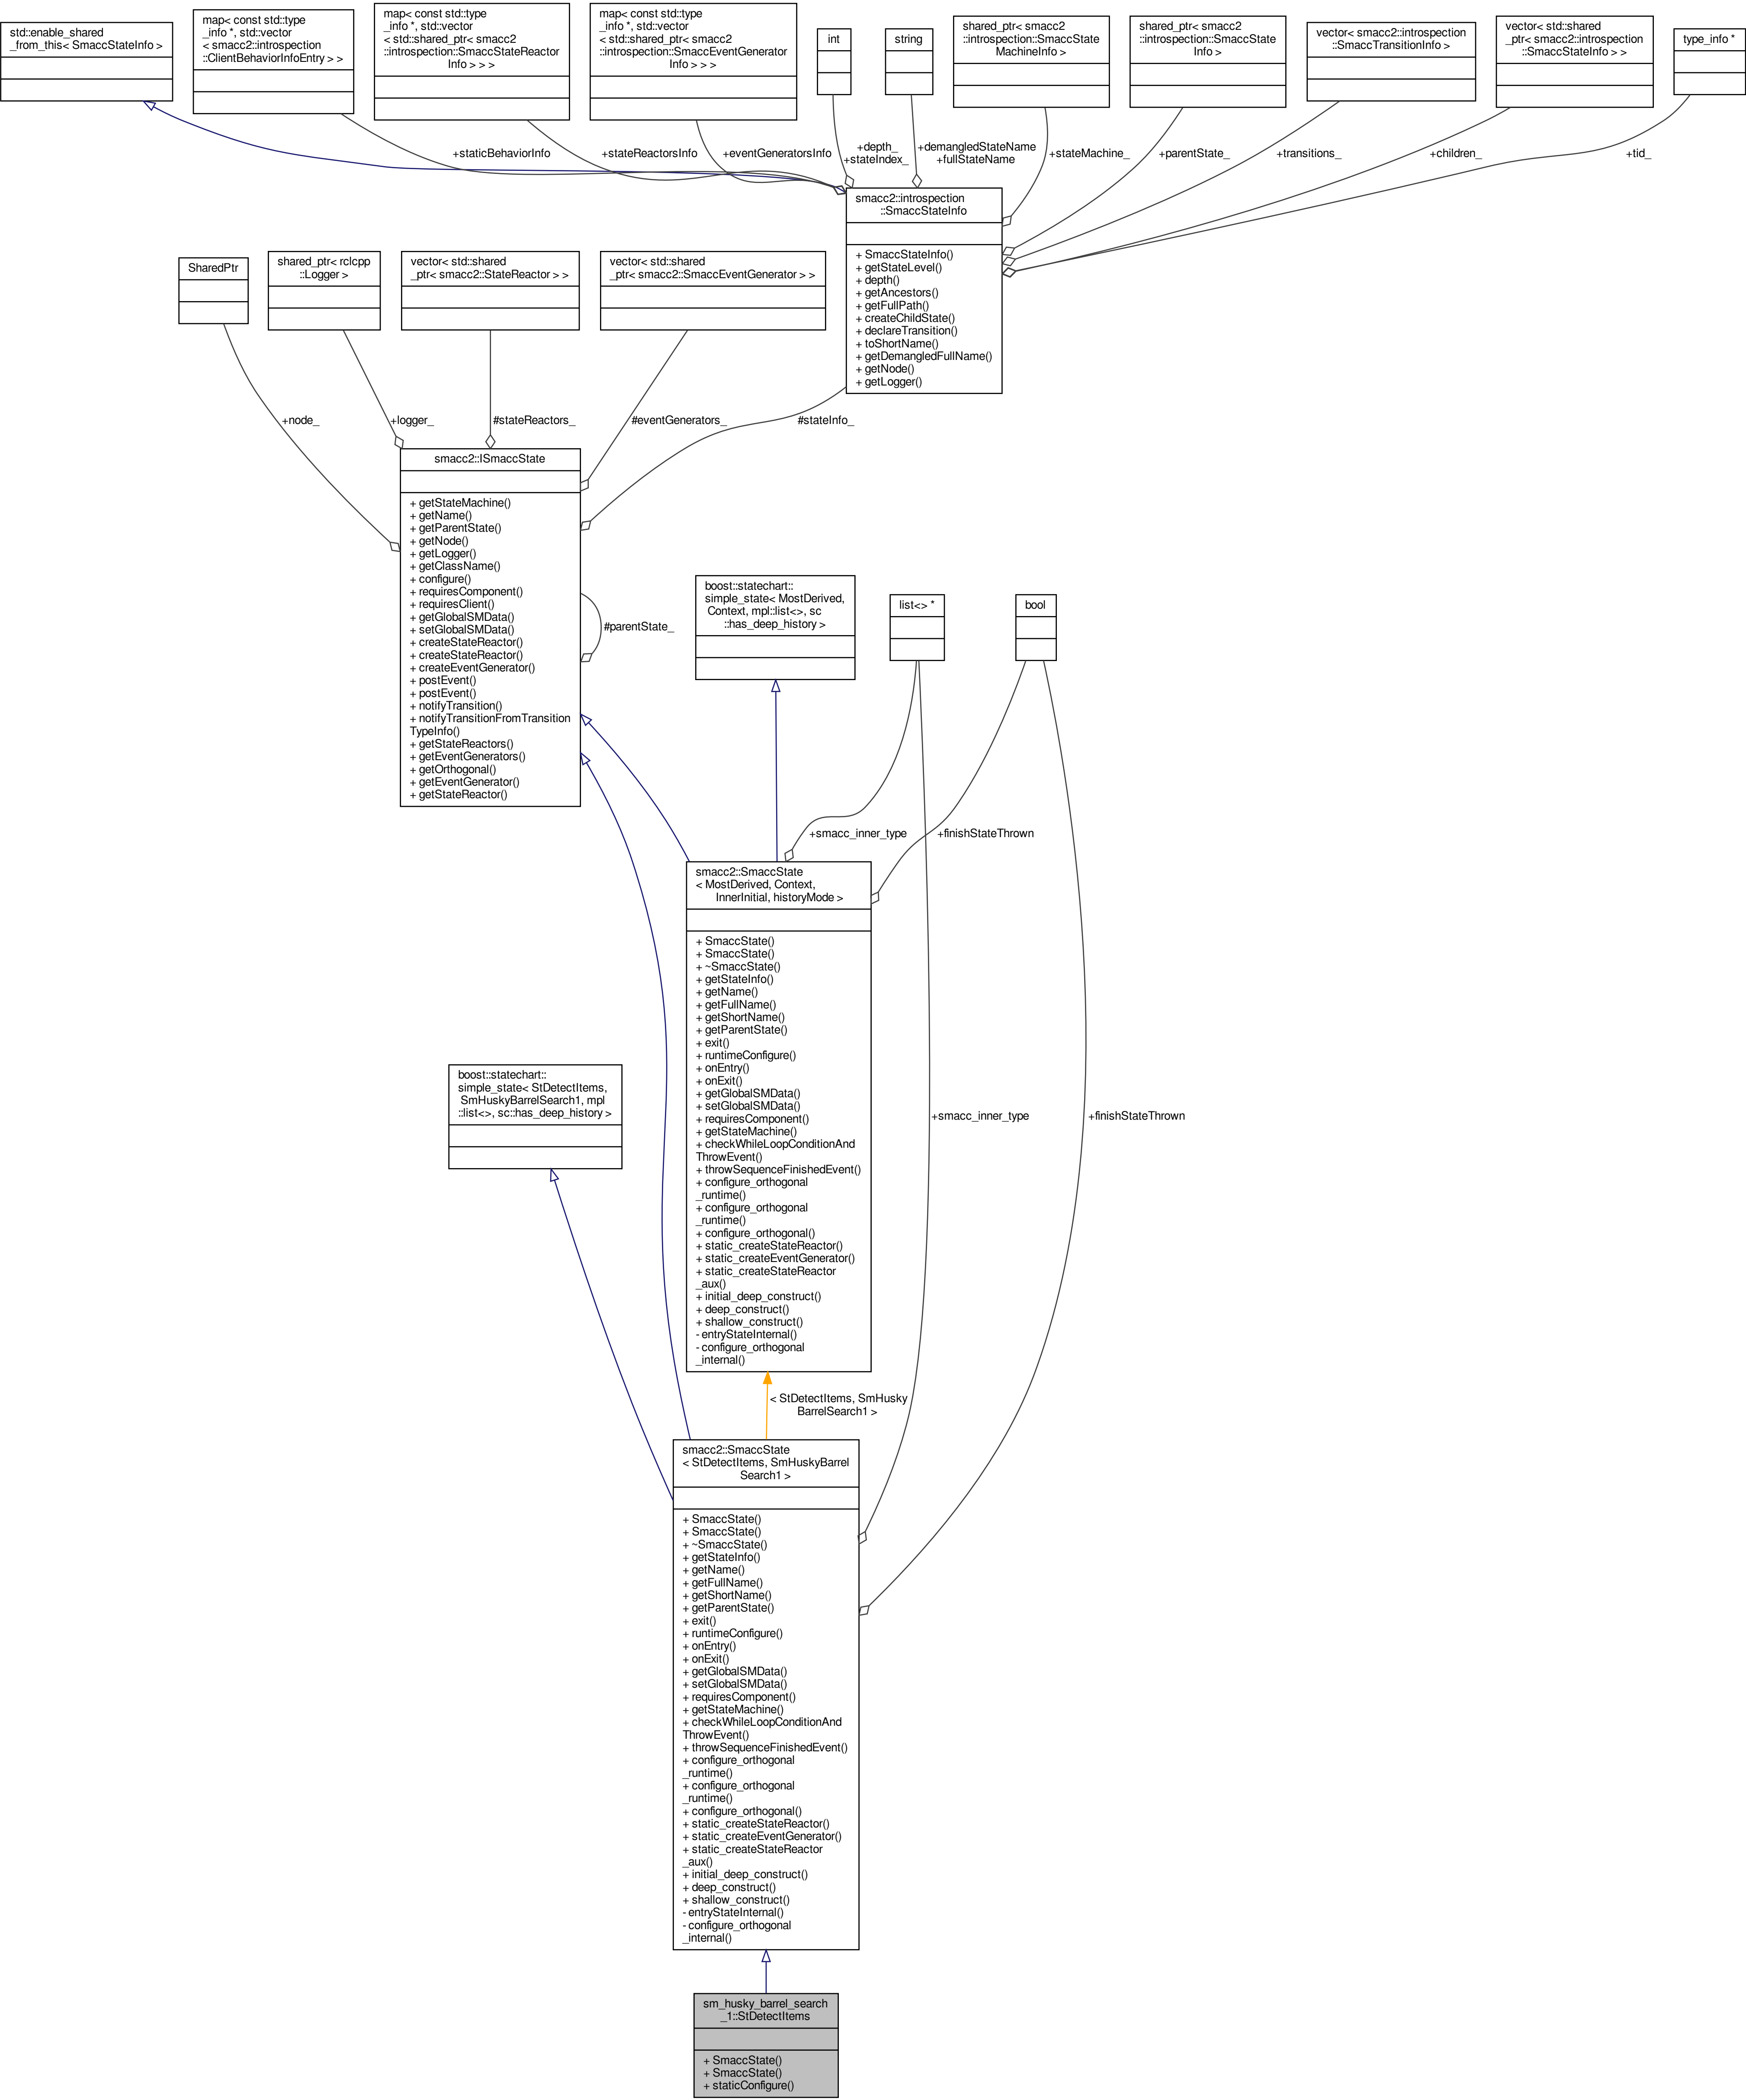 std::enable_shared
_from_this< SmaccStateInfo >
map< const std::type
_info *, std::vector
< smacc2::introspection
::ClientBehaviorInfoEntry > >
map< const std::type
_info *, std::vector
< std::shared_ptr< smacc2
::introspection::SmaccStateReactor
Info > > >
map< const std::type
_info *, std::vector
< std::shared_ptr< smacc2
::introspection::SmaccEventGenerator
Info > > >
int
string
shared_ptr< smacc2
::introspection::SmaccState
MachineInfo >
shared_ptr< smacc2
::introspection::SmaccState
Info >
vector< smacc2::introspection
::SmaccTransitionInfo >
vector< std::shared
_ptr< smacc2::introspection
::SmaccStateInfo > >
type_info *
+staticBehaviorInfo
+stateReactorsInfo
+eventGeneratorsInfo
+depth_
+stateIndex_
+demangledStateName
+fullStateName
+stateMachine_
+parentState_
+transitions_
+children_
+tid_
smacc2::introspection
::SmaccStateInfo
+ SmaccStateInfo()
+ getStateLevel()
+ depth()
+ getAncestors()
+ getFullPath()
+ createChildState()
+ declareTransition()
+ toShortName()
+ getDemangledFullName()
+ getNode()
+ getLogger()
SharedPtr
shared_ptr< rclcpp
::Logger >
vector< std::shared
_ptr< smacc2::StateReactor > >
vector< std::shared
_ptr< smacc2::SmaccEventGenerator > >
+node_
+logger_
#stateReactors_
#eventGenerators_
#stateInfo_
smacc2::ISmaccState
+ getStateMachine()
+ getName()
+ getParentState()
+ getNode()
+ getLogger()
+ getClassName()
+ configure()
+ requiresComponent()
+ requiresClient()
+ getGlobalSMData()
+ setGlobalSMData()
+ createStateReactor()
+ createStateReactor()
+ createEventGenerator()
+ postEvent()
+ postEvent()
+ notifyTransition()
+ notifyTransitionFromTransition
TypeInfo()
+ getStateReactors()
+ getEventGenerators()
+ getOrthogonal()
+ getEventGenerator()
+ getStateReactor()
#parentState_
boost::statechart::
simple_state< MostDerived,
Context, mpl::list<>, sc
::has_deep_history >
list<> *
bool
+smacc_inner_type
+finishStateThrown
smacc2::SmaccState
< MostDerived, Context,
InnerInitial, historyMode >
+ SmaccState()
+ SmaccState()
+ ~SmaccState()
+ getStateInfo()
+ getName()
+ getFullName()
+ getShortName()
+ getParentState()
+ exit()
+ runtimeConfigure()
+ onEntry()
+ onExit()
+ getGlobalSMData()
+ setGlobalSMData()
+ requiresComponent()
+ getStateMachine()
+ checkWhileLoopConditionAnd
ThrowEvent()
+ throwSequenceFinishedEvent()
+ configure_orthogonal
_runtime()
+ configure_orthogonal
_runtime()
+ configure_orthogonal()
+ static_createStateReactor()
+ static_createEventGenerator()
+ static_createStateReactor
_aux()
+ initial_deep_construct()
+ deep_construct()
+ shallow_construct()
- entryStateInternal()
- configure_orthogonal
_internal()
boost::statechart::
simple_state< StDetectItems,
SmHuskyBarrelSearch1, mpl
::list<>, sc::has_deep_history >
+smacc_inner_type
+finishStateThrown
< StDetectItems, SmHusky
BarrelSearch1 >
smacc2::SmaccState
< StDetectItems, SmHuskyBarrel
Search1 >
+ SmaccState()
+ SmaccState()
+ ~SmaccState()
+ getStateInfo()
+ getName()
+ getFullName()
+ getShortName()
+ getParentState()
+ exit()
+ runtimeConfigure()
+ onEntry()
+ onExit()
+ getGlobalSMData()
+ setGlobalSMData()
+ requiresComponent()
+ getStateMachine()
+ checkWhileLoopConditionAnd
ThrowEvent()
+ throwSequenceFinishedEvent()
+ configure_orthogonal
_runtime()
+ configure_orthogonal
_runtime()
+ configure_orthogonal()
+ static_createStateReactor()
+ static_createEventGenerator()
+ static_createStateReactor
_aux()
+ initial_deep_construct()
+ deep_construct()
+ shallow_construct()
- entryStateInternal()
- configure_orthogonal
_internal()
sm_husky_barrel_search
_1::StDetectItems
+ SmaccState()
+ SmaccState()
+ staticConfigure()